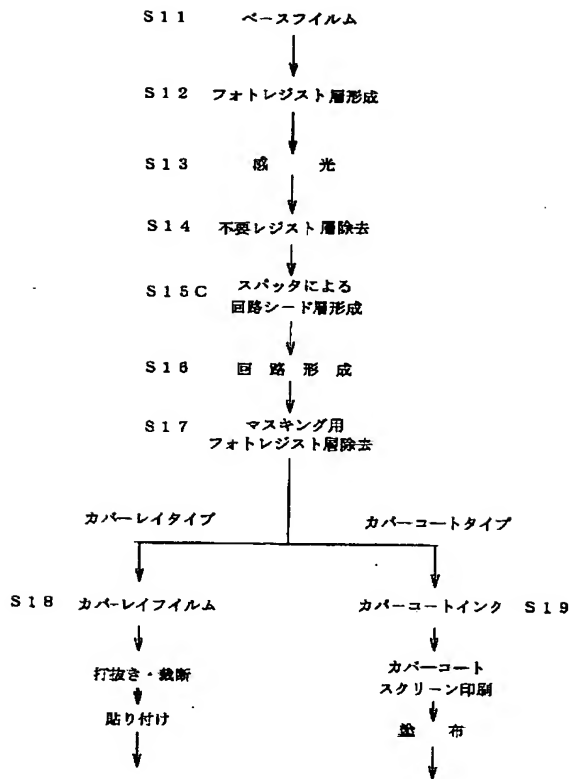 S11 ベースフイルム
S12 フォトレジスト層形成
S13 感光
S14 不要レジスト層除去
S15C スパッタによる
回路シード層形成
S16 回路形成
S17 マスキング用
フォトレジスト層除去
カバーレイタイプ
カバーコートタイプ
S18 カバーレイフイルム
カバーコートインク S19
打抜き・裁断
カバーコート
スクリーン印刷
貼り付け
塗布